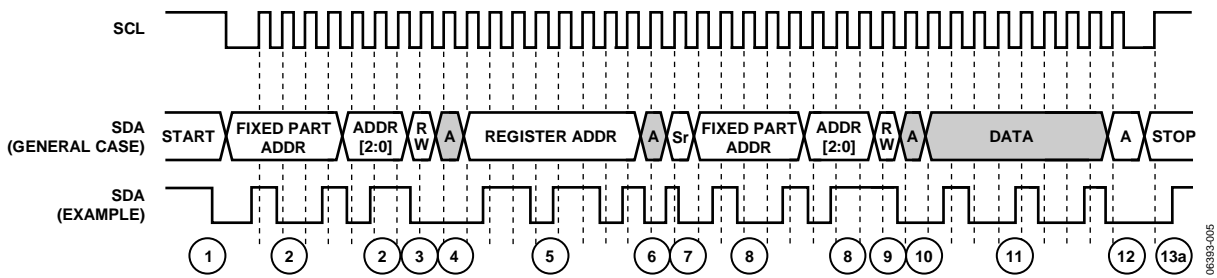 SCL
SDA
(GENERAL CASE)
START
FIXED PART
ADDR
ADDR
[2:0]
R
W
A
REGISTER ADDR
A
Sr
FIXED PART
ADDR
ADDR
[2:0]
R
W
A
DATA
A
STOP
SDA
(EXAMPLE)
1
2
2
3
4
5
6
7
8
8
9
10
11
12
13a
06393-005